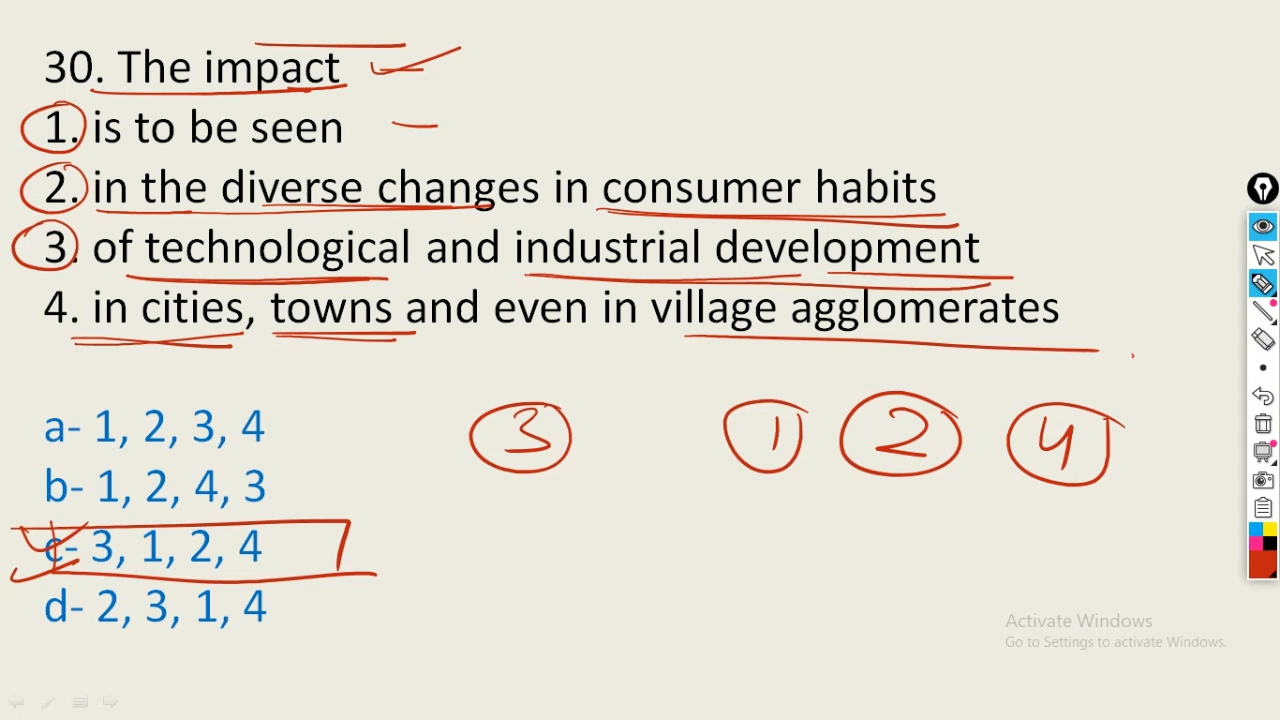 30. The impact
1. is to be seen
2. in the diverse changes in consumer habits
3. of technological and industrial development
4. in cities, towns and even in village agglomerates
a- 1, 2, 3, 4
b- 1, 2, 4, 3
c- 3, 1, 2, 4
d- 2, 3, 1, 4
3 1 2 4
Activate Windows
Go to Settings to activate Windows.